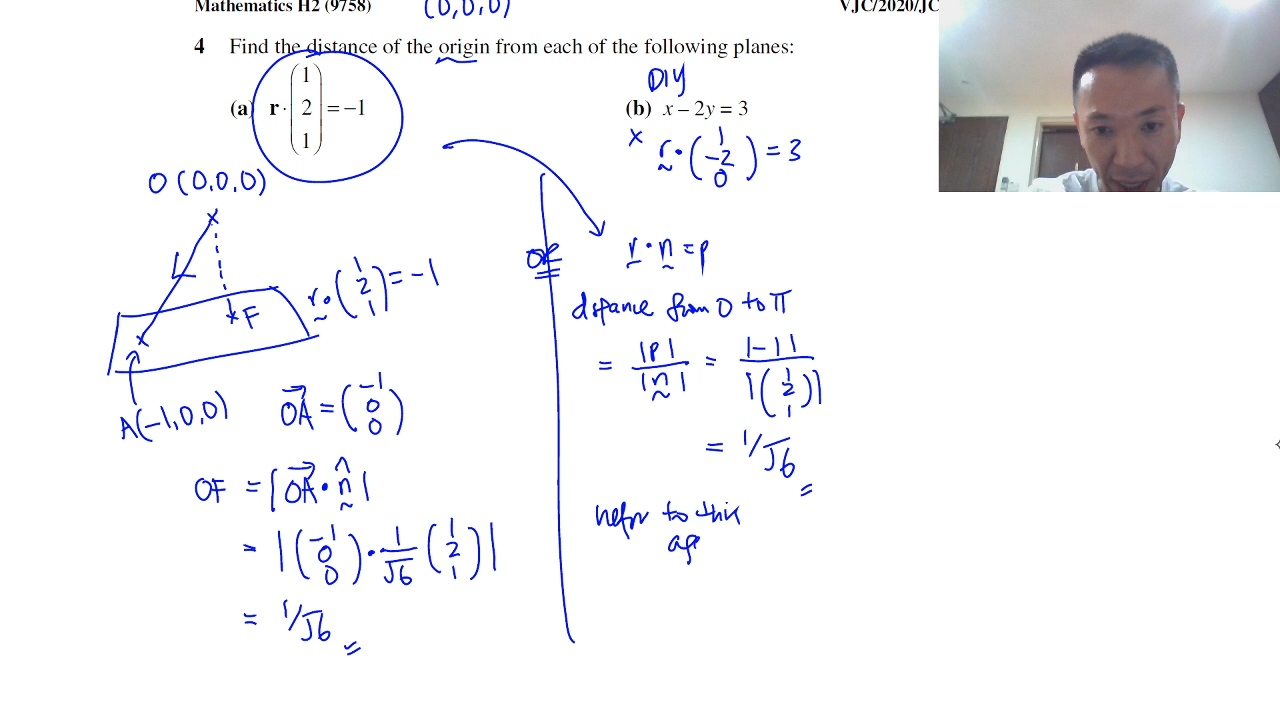 Mathematics H2 (9758)
(0,0,0)
VJC/2020/JC
4 Find the distance of the origin from each of the following planes:
(a) r · (1 2 1) = −1
(b) x − 2y = 3
DIY
x r · (1 −2 0) = 3
O (0,0,0)
r · (1 2 1) = −1
F
A(−1,0,0)
OA = (−1 0 0)
OF = |OA · n̂|
= |(−1 0 0) · 1/√6 (1 2 1)|
= 1/√6
OR
r · n = p
distance from O to π
= |p|/|n| = |−1|/|(1 2 1)|
= 1/√6
to this